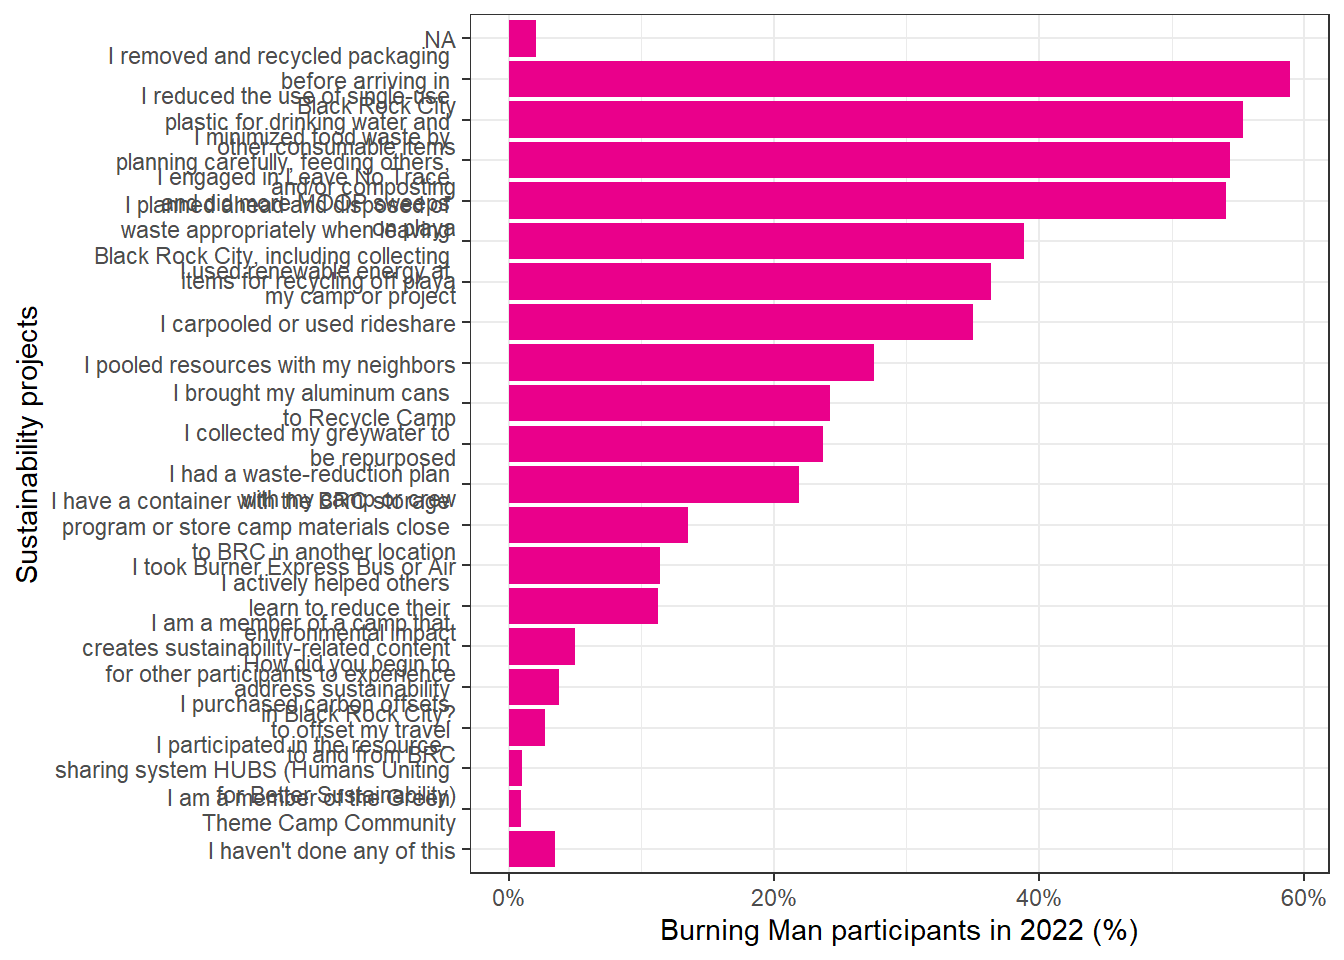 NA
I removed and recycled packaging
before arriving in
Black Rock City
I reduced the use of single-use
plastic for drinking water and
other consumable items
I minimized food waste by
planning carefully, feeding others,
and/or composting
I engaged in Leave No Trace
and did more MOOP sweeps
on playa
I planned ahead and disposed of
waste appropriately when leaving
Black Rock City, including collecting
items for recycling off playa
I used renewable energy at
my camp or project
I carpooled or used rideshare
I pooled resources with my neighbors
I brought my aluminum cans
to Recycle Camp
I collected my greywater to
be repurposed
I had a waste-reduction plan
with my camp or crew
I have a container with the BRC storage
program or store camp materials close
to BRC in another location
I took Burner Express Bus or Air
I actively helped others
learn to reduce their
environmental impact
I am a member of a camp that
creates sustainability-related content
for other participants to experience
How did you begin to
address sustainability
in Black Rock City?
I purchased carbon offsets
to offset my travel
to and from BRC
I participated in the resource-
sharing system HUBS (Humans Uniting
for Better Sustainability)
I am a member of the Green
Theme Camp Community
I haven't done any of this
Sustainability projects
0% 20% 40% 60%
Burning Man participants in 2022 (%)